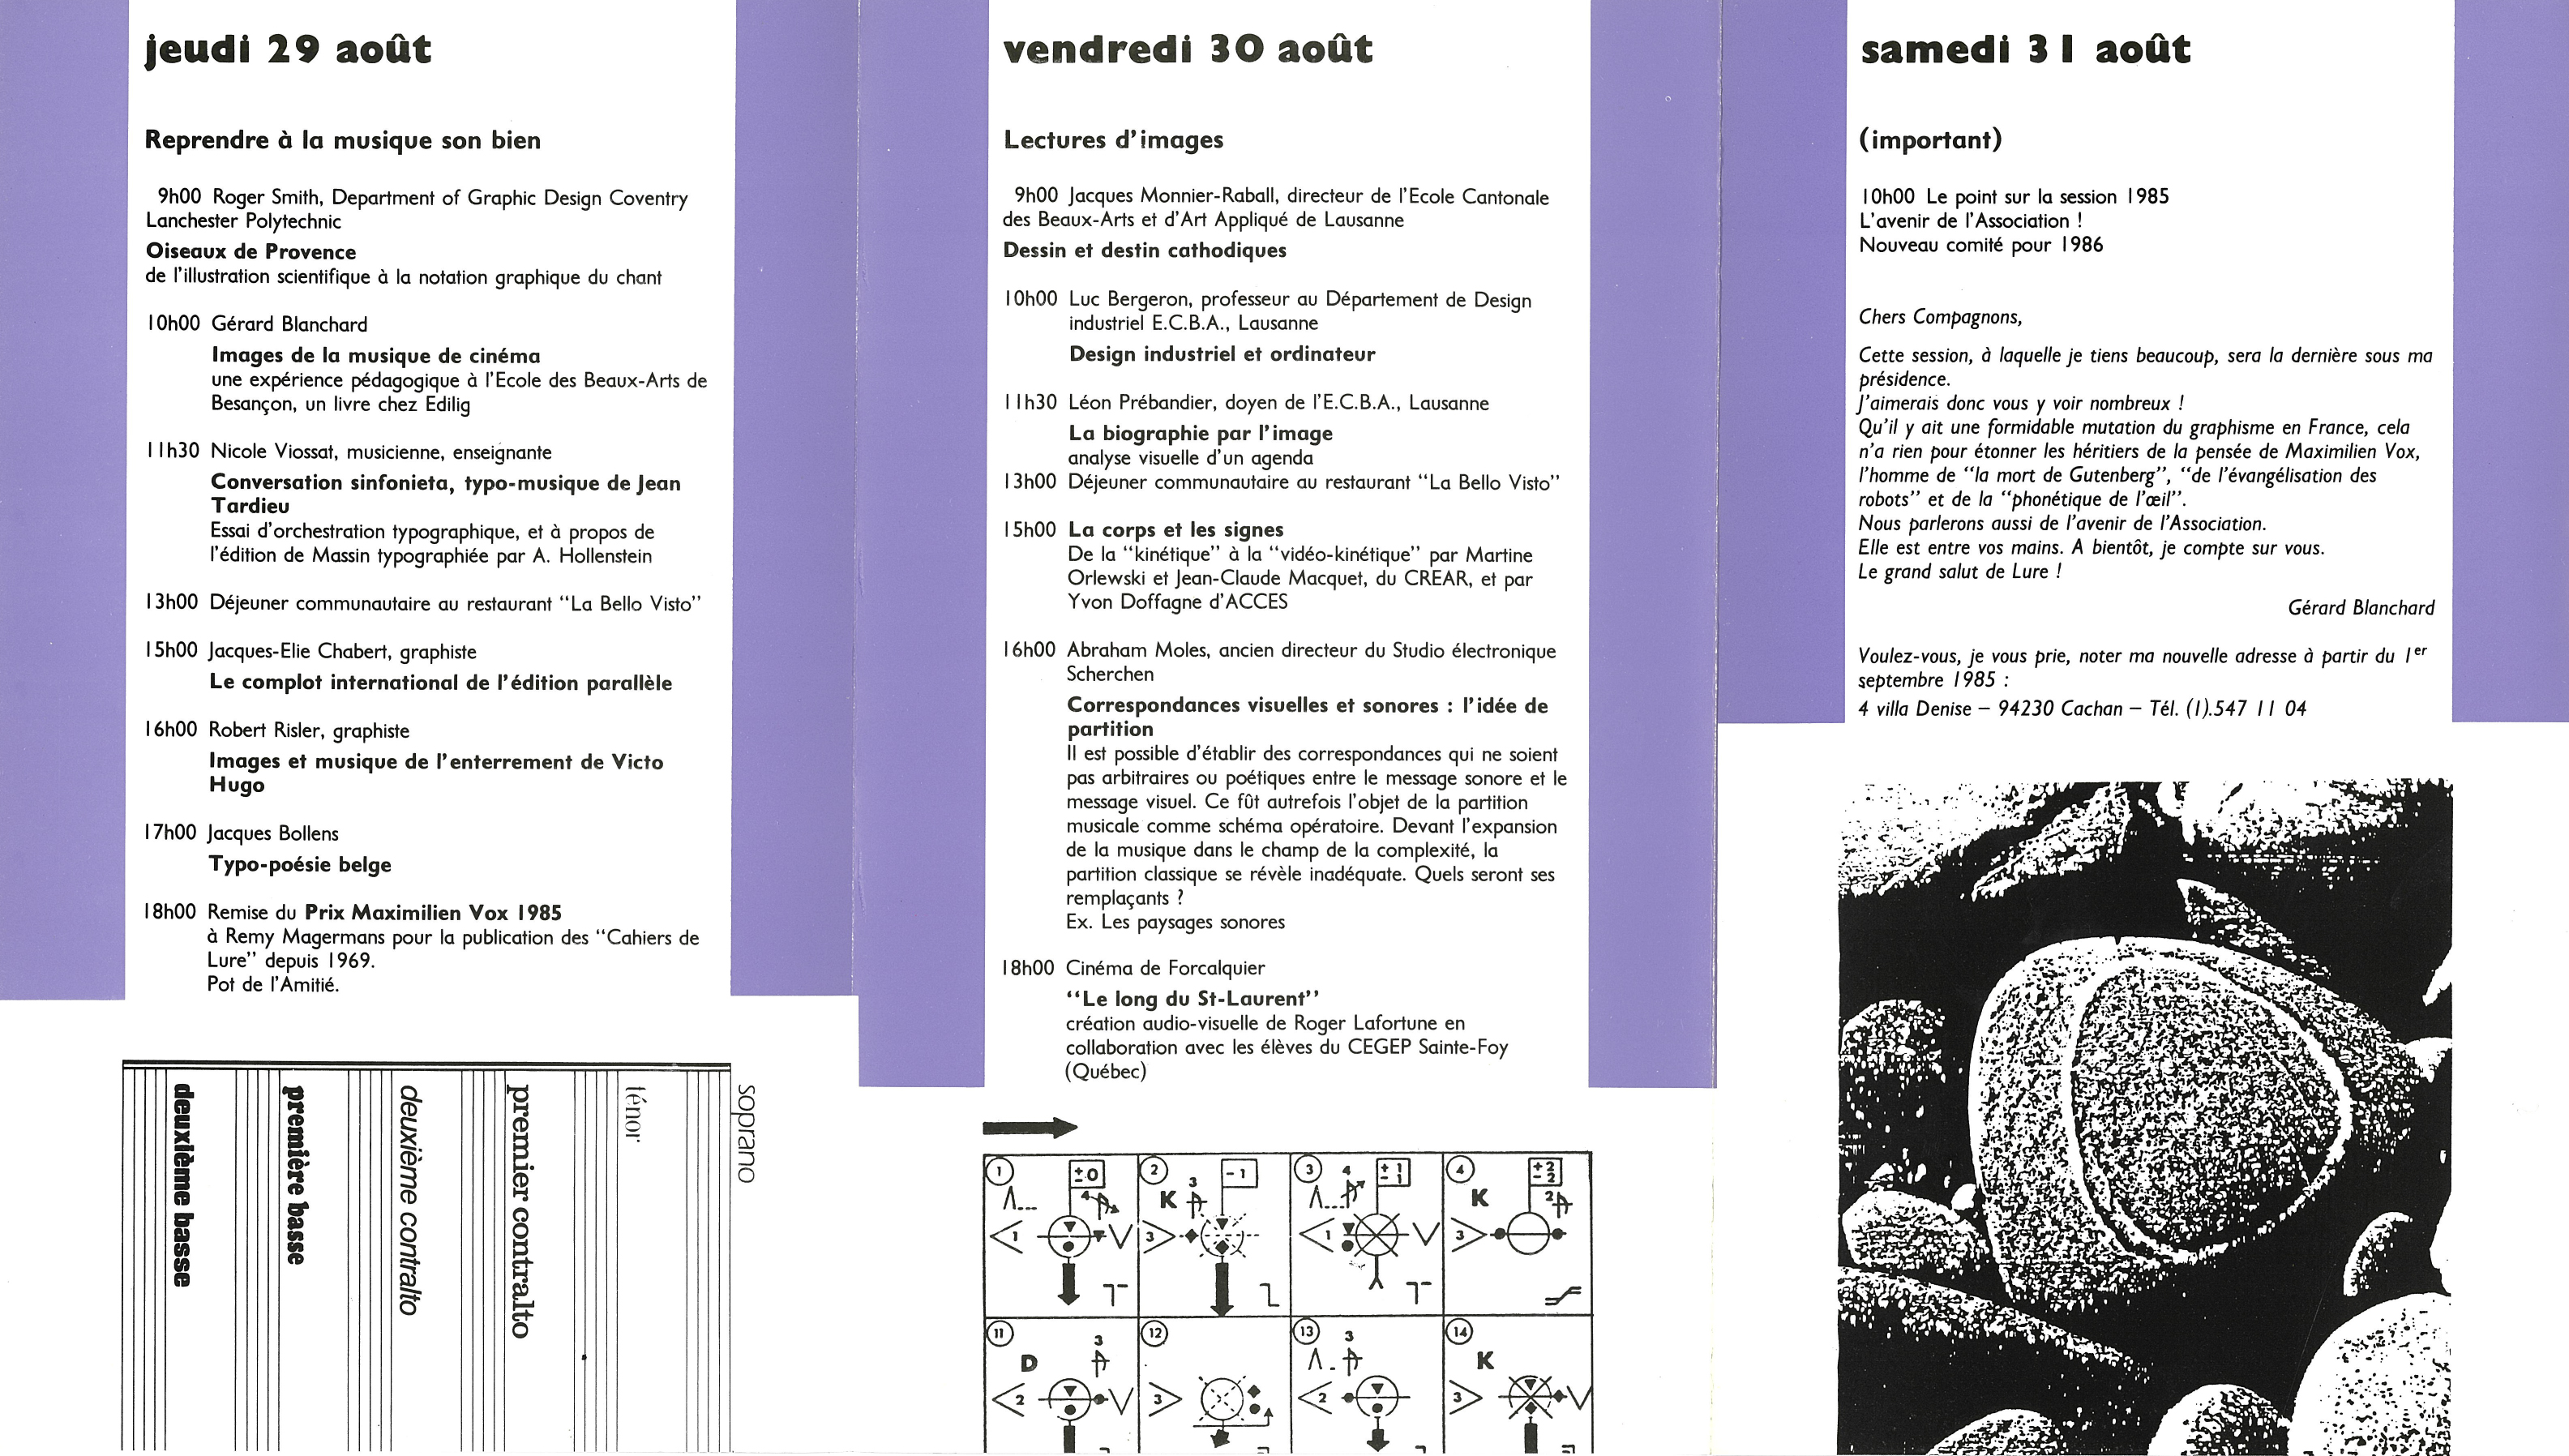 jeudi 29 août
Reprendre à la musique son bien
9h00 Roger Smith, Department of Graphic Design Coventry
Lanchester Polytechnic
Oiseaux de Provence
de l'illustration scientifique à la notation graphique du chant
10h00 Gérard Blanchard
Images de la musique de cinéma
une expérience pédagogique à l'Ecole des Beaux-Arts de
Besançon, un livre chez Edilig
11h30 Nicole Viossat, musicienne, enseignante
Conversation sinfonieta, typo-musique de Jean
Tardieu
Essai d'orchestration typographique, et à propos de
l'édition de Massin typographiée par A. Hollenstein
13h00 Déjeuner communautaire au restaurant "La Bello Visto"
15h00 Jacques-Elie Chabert, graphiste
Le complot international de l'édition parallèle
16h00 Robert Risler, graphiste
Images et musique de l'enterrement de Victo
Hugo
17h00 Jacques Bollens
Typo-poésie belge
18h00 Remise du Prix Maximilien Vox 1985
à Remy Magermans pour la publication des "Cahiers de
Lure" depuis 1969.
Pot de l'Amitié.
soprano
ténor
premier contralto
deuxième contralto
première basse
deuxième basse
vendredi 30 août
Lectures d'images
9h00 Jacques Monnier-Raball, directeur de l'Ecole Cantonale
des Beaux-Arts et d'Art Appliqué de Lausanne
Dessin et destin cathodiques
10h00 Luc Bergeron, professeur au Département de Design
industriel E.C.B.A., Lausanne
Design industriel et ordinateur
11h30 Léon Prébandier, doyen de l'E.C.B.A., Lausanne
La biographie par l'image
analyse visuelle d'un agenda
13h00 Déjeuner communautaire au restaurant "La Bello Visto"
15h00 La corps et les signes
De la "kinétique" à la "vidéo-kinétique" par Martine
Orlewski et Jean-Claude Macquet, du CREAR, et par
Yvon Doffagne d'ACCES
16h00 Abraham Moles, ancien directeur du Studio électronique
Scherchen
Correspondances visuelles et sonores : l'idée de
partition
Il est possible d'établir des correspondances qui ne soient
pas arbitraires ou poétiques entre le message sonore et le
message visuel. Ce fût autrefois l'objet de la partition
musicale comme schéma opératoire. Devant l'expansion
de la musique dans le champ de la complexité, la
partition classique se révèle inadéquate. Quels seront ses
remplaçants ?
Ex. Les paysages sonores
18h00 Cinéma de Forcalquier
"Le long du St-Laurent"
création audio-visuelle de Roger Lafortune en
collaboration avec les élèves du CEGEP Sainte-Foy
(Québec)
1 ±0 2 -1 3 +1 -1 4 +2 -2
4 K 3 4 K 2
1 3 1 3
11 12 13 14
D 3 3 K
2 3 2 3
samedi 31 août
(important)
10h00 Le point sur la session 1985
L'avenir de l'Association !
Nouveau comité pour 1986
Chers Compagnons,
Cette session, à laquelle je tiens beaucoup, sera la dernière sous ma
présidence.
J'aimerais donc vous y voir nombreux !
Qu'il y ait une formidable mutation du graphisme en France, cela
n'a rien pour étonner les héritiers de la pensée de Maximilien Vox,
l'homme de "la mort de Gutenberg", "de l'évangélisation des
robots" et de la "phonétique de l'œil".
Nous parlerons aussi de l'avenir de l'Association.
Elle est entre vos mains. A bientôt, je compte sur vous.
Le grand salut de Lure !
Gérard Blanchard
Voulez-vous, je vous prie, noter ma nouvelle adresse à partir du 1er
septembre 1985 :
4 villa Denise – 94230 Cachan – Tél. (1).547 11 04